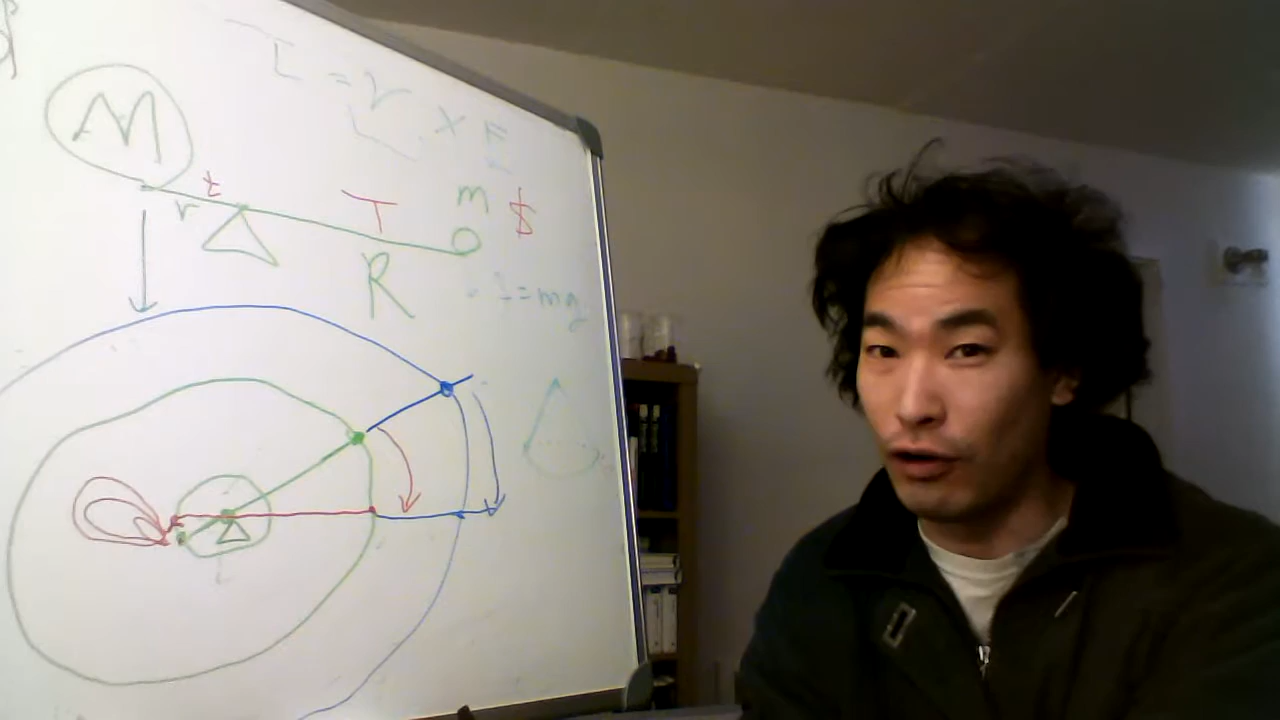 τ = r x F
M
t
r
T
m $
R
f = mg